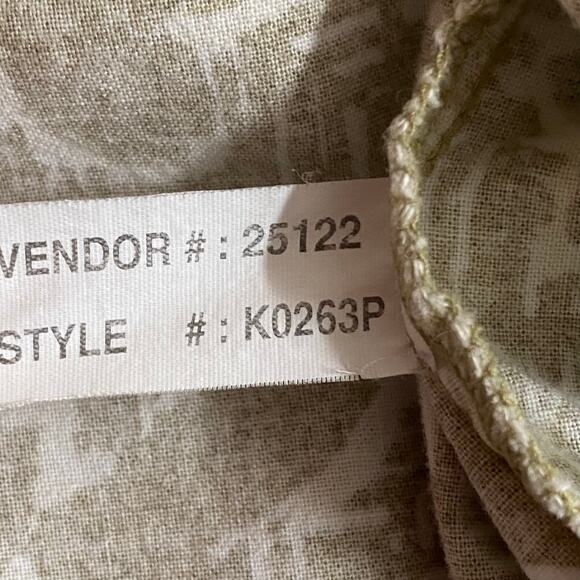 VENDOR # : 25122
STYLE # : K0263P